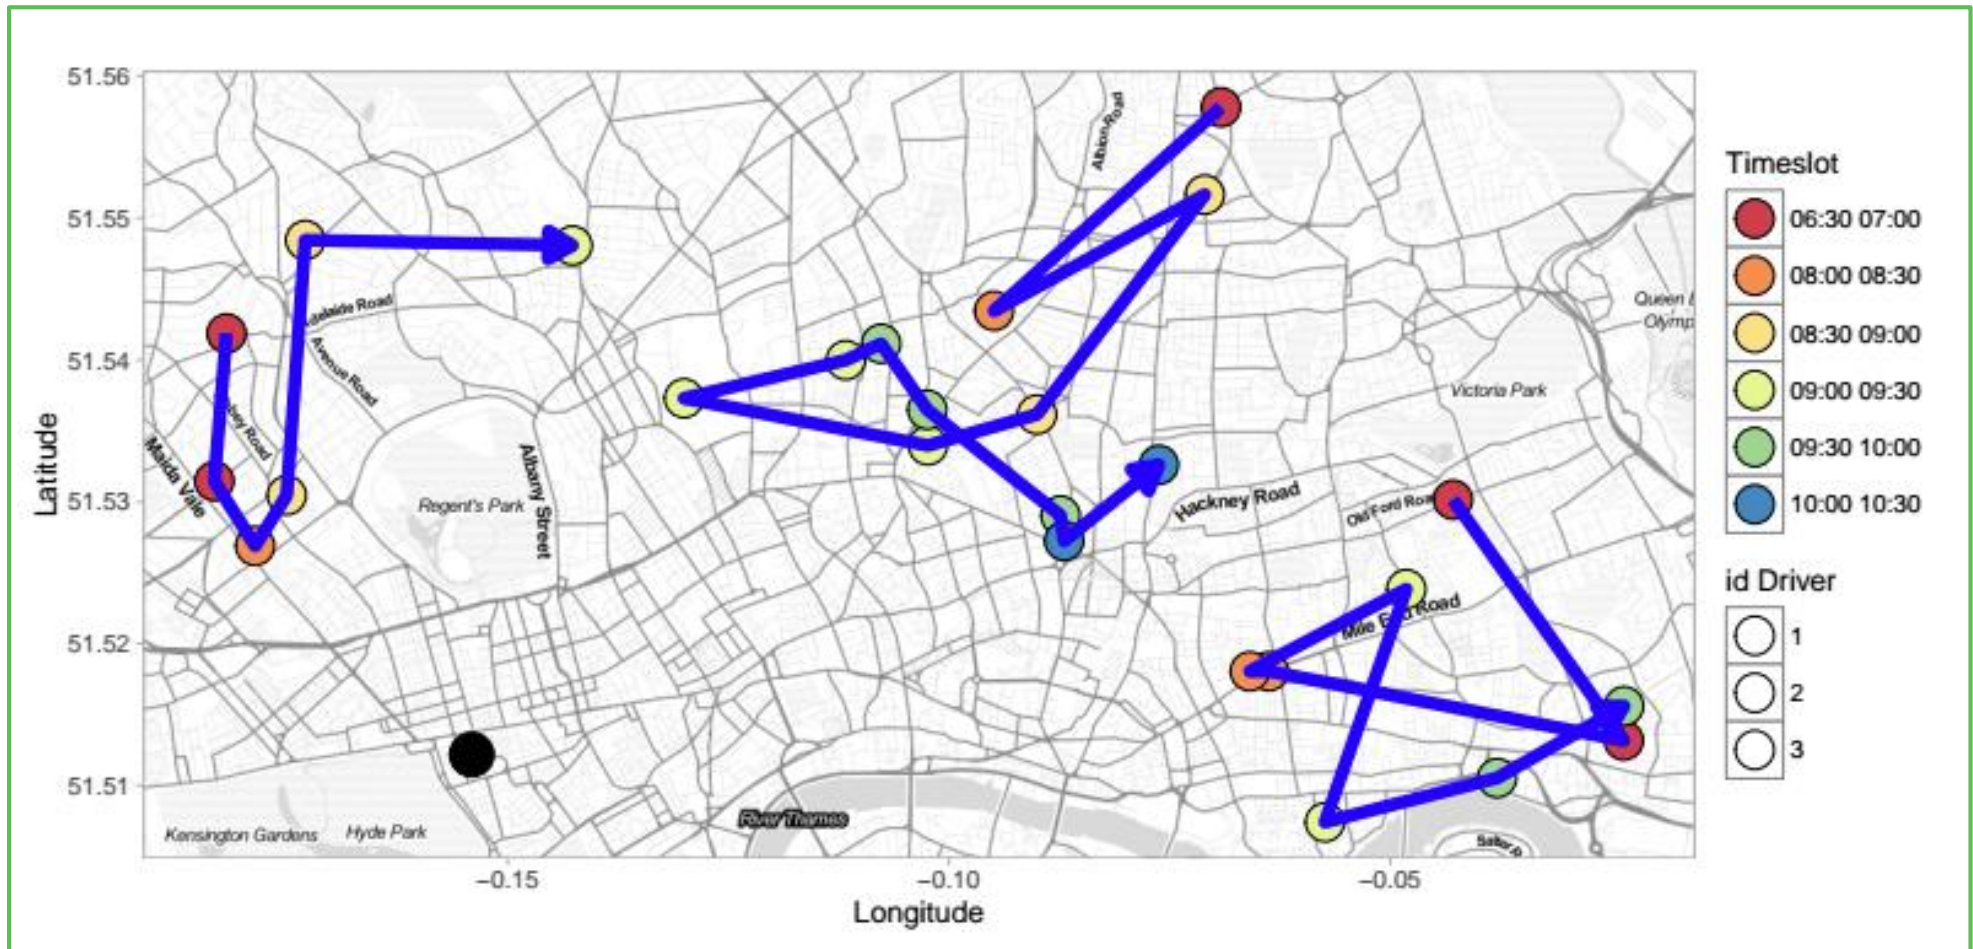 51.56
51.55
51.54
51.53
51.52
51.51
Latitude
−0.15
−0.10
−0.05
Longitude
Albion Road
Adelaide Road
Avenue Road
Maida Vale
Regent's Park
Albany Street
Hackney Road
Old Ford Roa
Victoria Park
Queen E
Olymp
Mile End Road
River Thames
Kensington Gardens
Hyde Park
Timeslot
06:30 07:00
08:00 08:30
08:30 09:00
09:00 09:30
09:30 10:00
10:00 10:30
id Driver
1
2
3